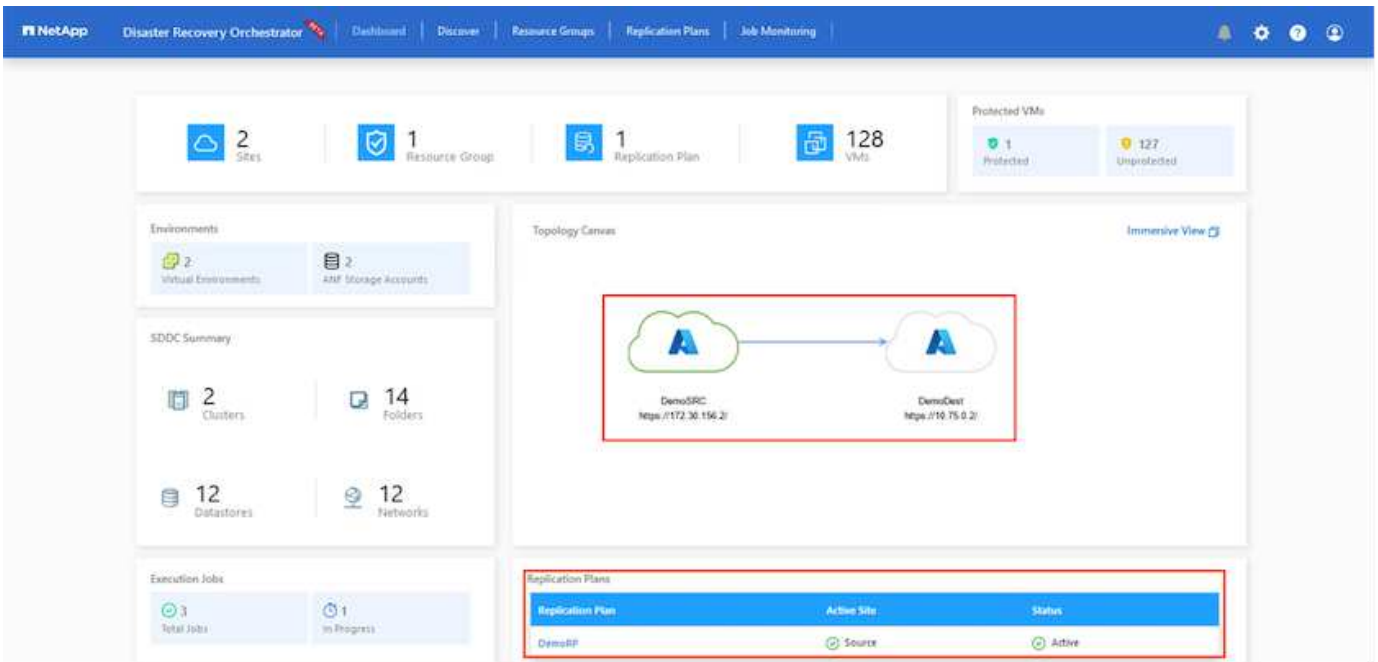 NetApp Disaster Recovery Orchestrator Dashboard Discover Resource Groups Replication Plans Job Monitoring
2
Sites
1
Resource Group
1
Replication Plan
128
VMs
Protected VMs
1
Protected
127
Unprotected
Environments
2
Virtual Environments
2
ANF Storage Accounts
Topology Canvas
Immersive View
DemoSRC
https://172.30.156.2/
DemoDest
https://10.75.0.2/
SDDC Summary
2
Clusters
14
Folders
12
Datastores
12
Networks
Execution Jobs
3
Total Jobs
1
In Progress
Replication Plans
Replication Plan Active Site Status
DemoRP Source Active